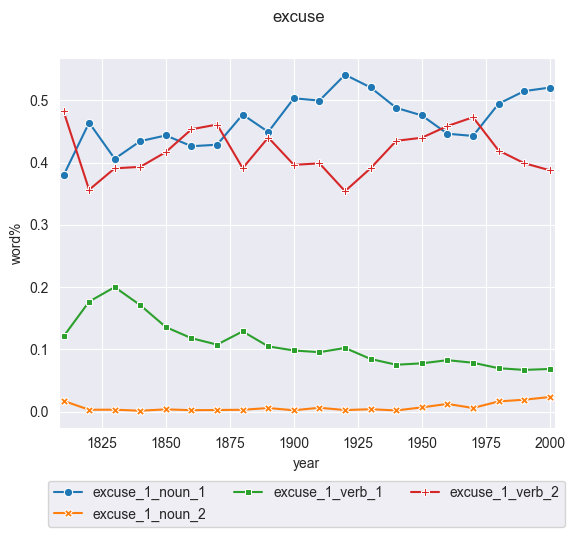 excuse
0.5
0.4
0.3
0.2
0.1
0.0
word%
1825 1850 1875 1900 1925 1950 1975 2000
year
excuse_1_noun_1 excuse_1_verb_1 excuse_1_verb_2
excuse_1_noun_2